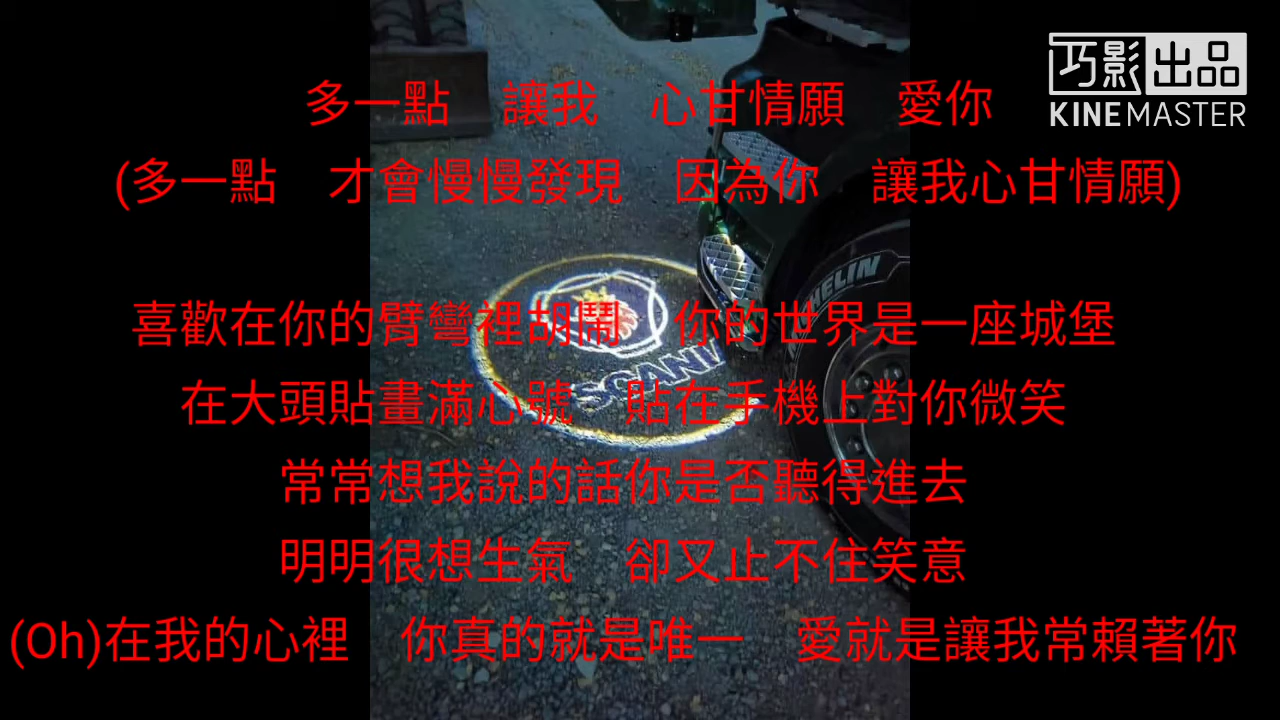 巧影出品
KINEMASTER
多一點　讓我　心甘情願　愛你
(多一點　才會慢慢發現　因為你　讓我心甘情願)
喜歡在你的臂彎裡胡鬧　你的世界是一座城堡
在大頭貼畫滿心號　貼在手機上對你微笑
常常想我說的話你是否聽得進去
明明很想生氣　卻又止不住笑意
(Oh)在我的心裡　你真的就是唯一　愛就是讓我常賴著你
SCANIA
HELIN